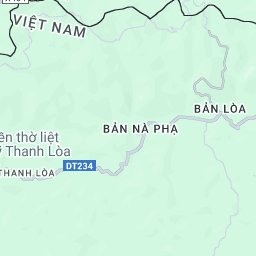 VIỆT NAM
BẢN LÒA
BẢN NÀ PHẠ
ền thờ liệt
ỹ Thanh Lòa
DT234
THANH LÒA